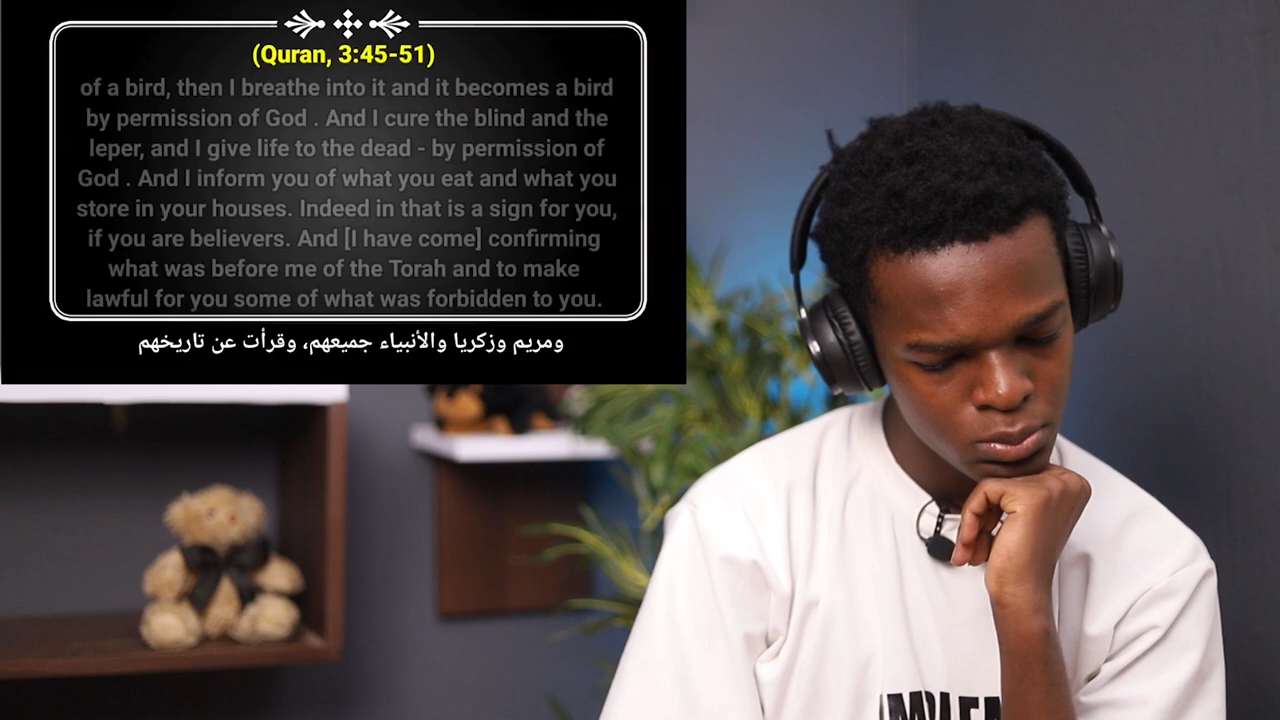 (Quran, 3:45-51)
of a bird, then I breathe into it and it becomes a bird
by permission of God . And I cure the blind and the
leper, and I give life to the dead - by permission of
God . And I inform you of what you eat and what you
store in your houses. Indeed in that is a sign for you,
if you are believers. And [I have come] confirming
what was before me of the Torah and to make
lawful for you some of what was forbidden to you.
ومريم وزكريا والأنبياء جميعهم، وقرأت عن تاريخهم